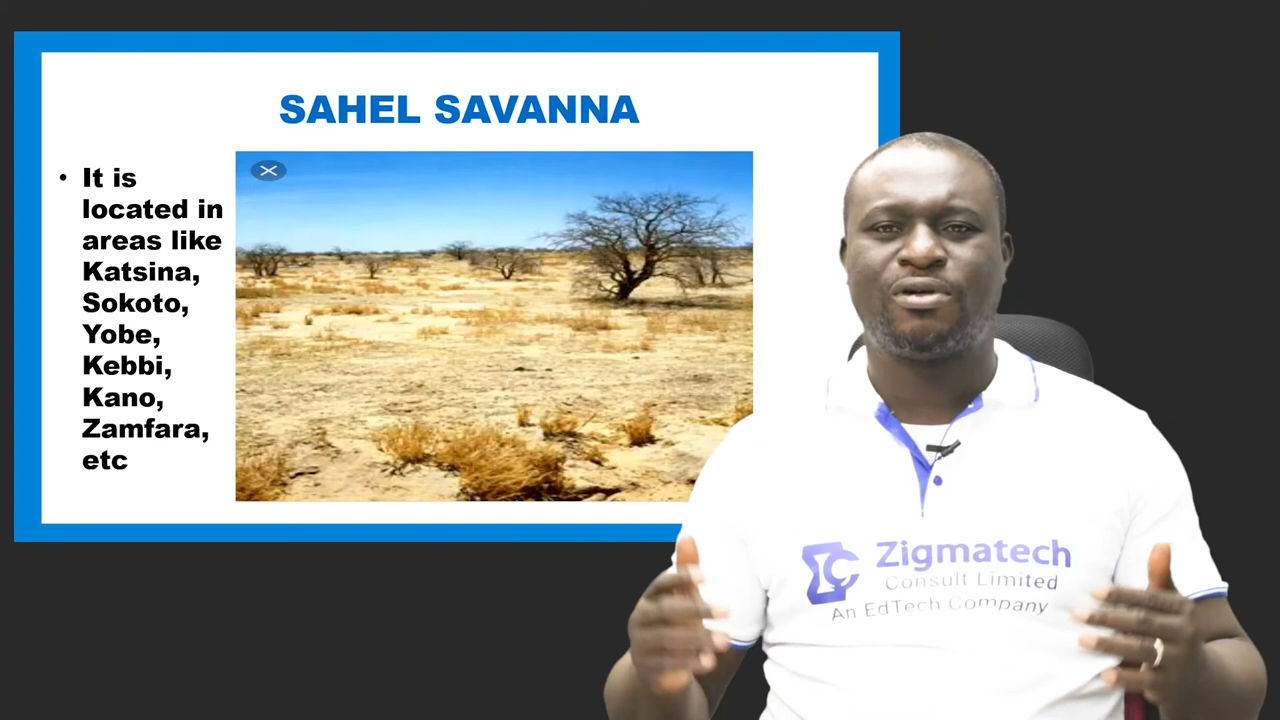 SAHEL SAVANNA
• It is
located in
areas like
Katsina,
Sokoto,
Yobe,
Kebbi,
Kano,
Zamfara,
etc
Zigmatech
Consult Limited
An EdTech Company